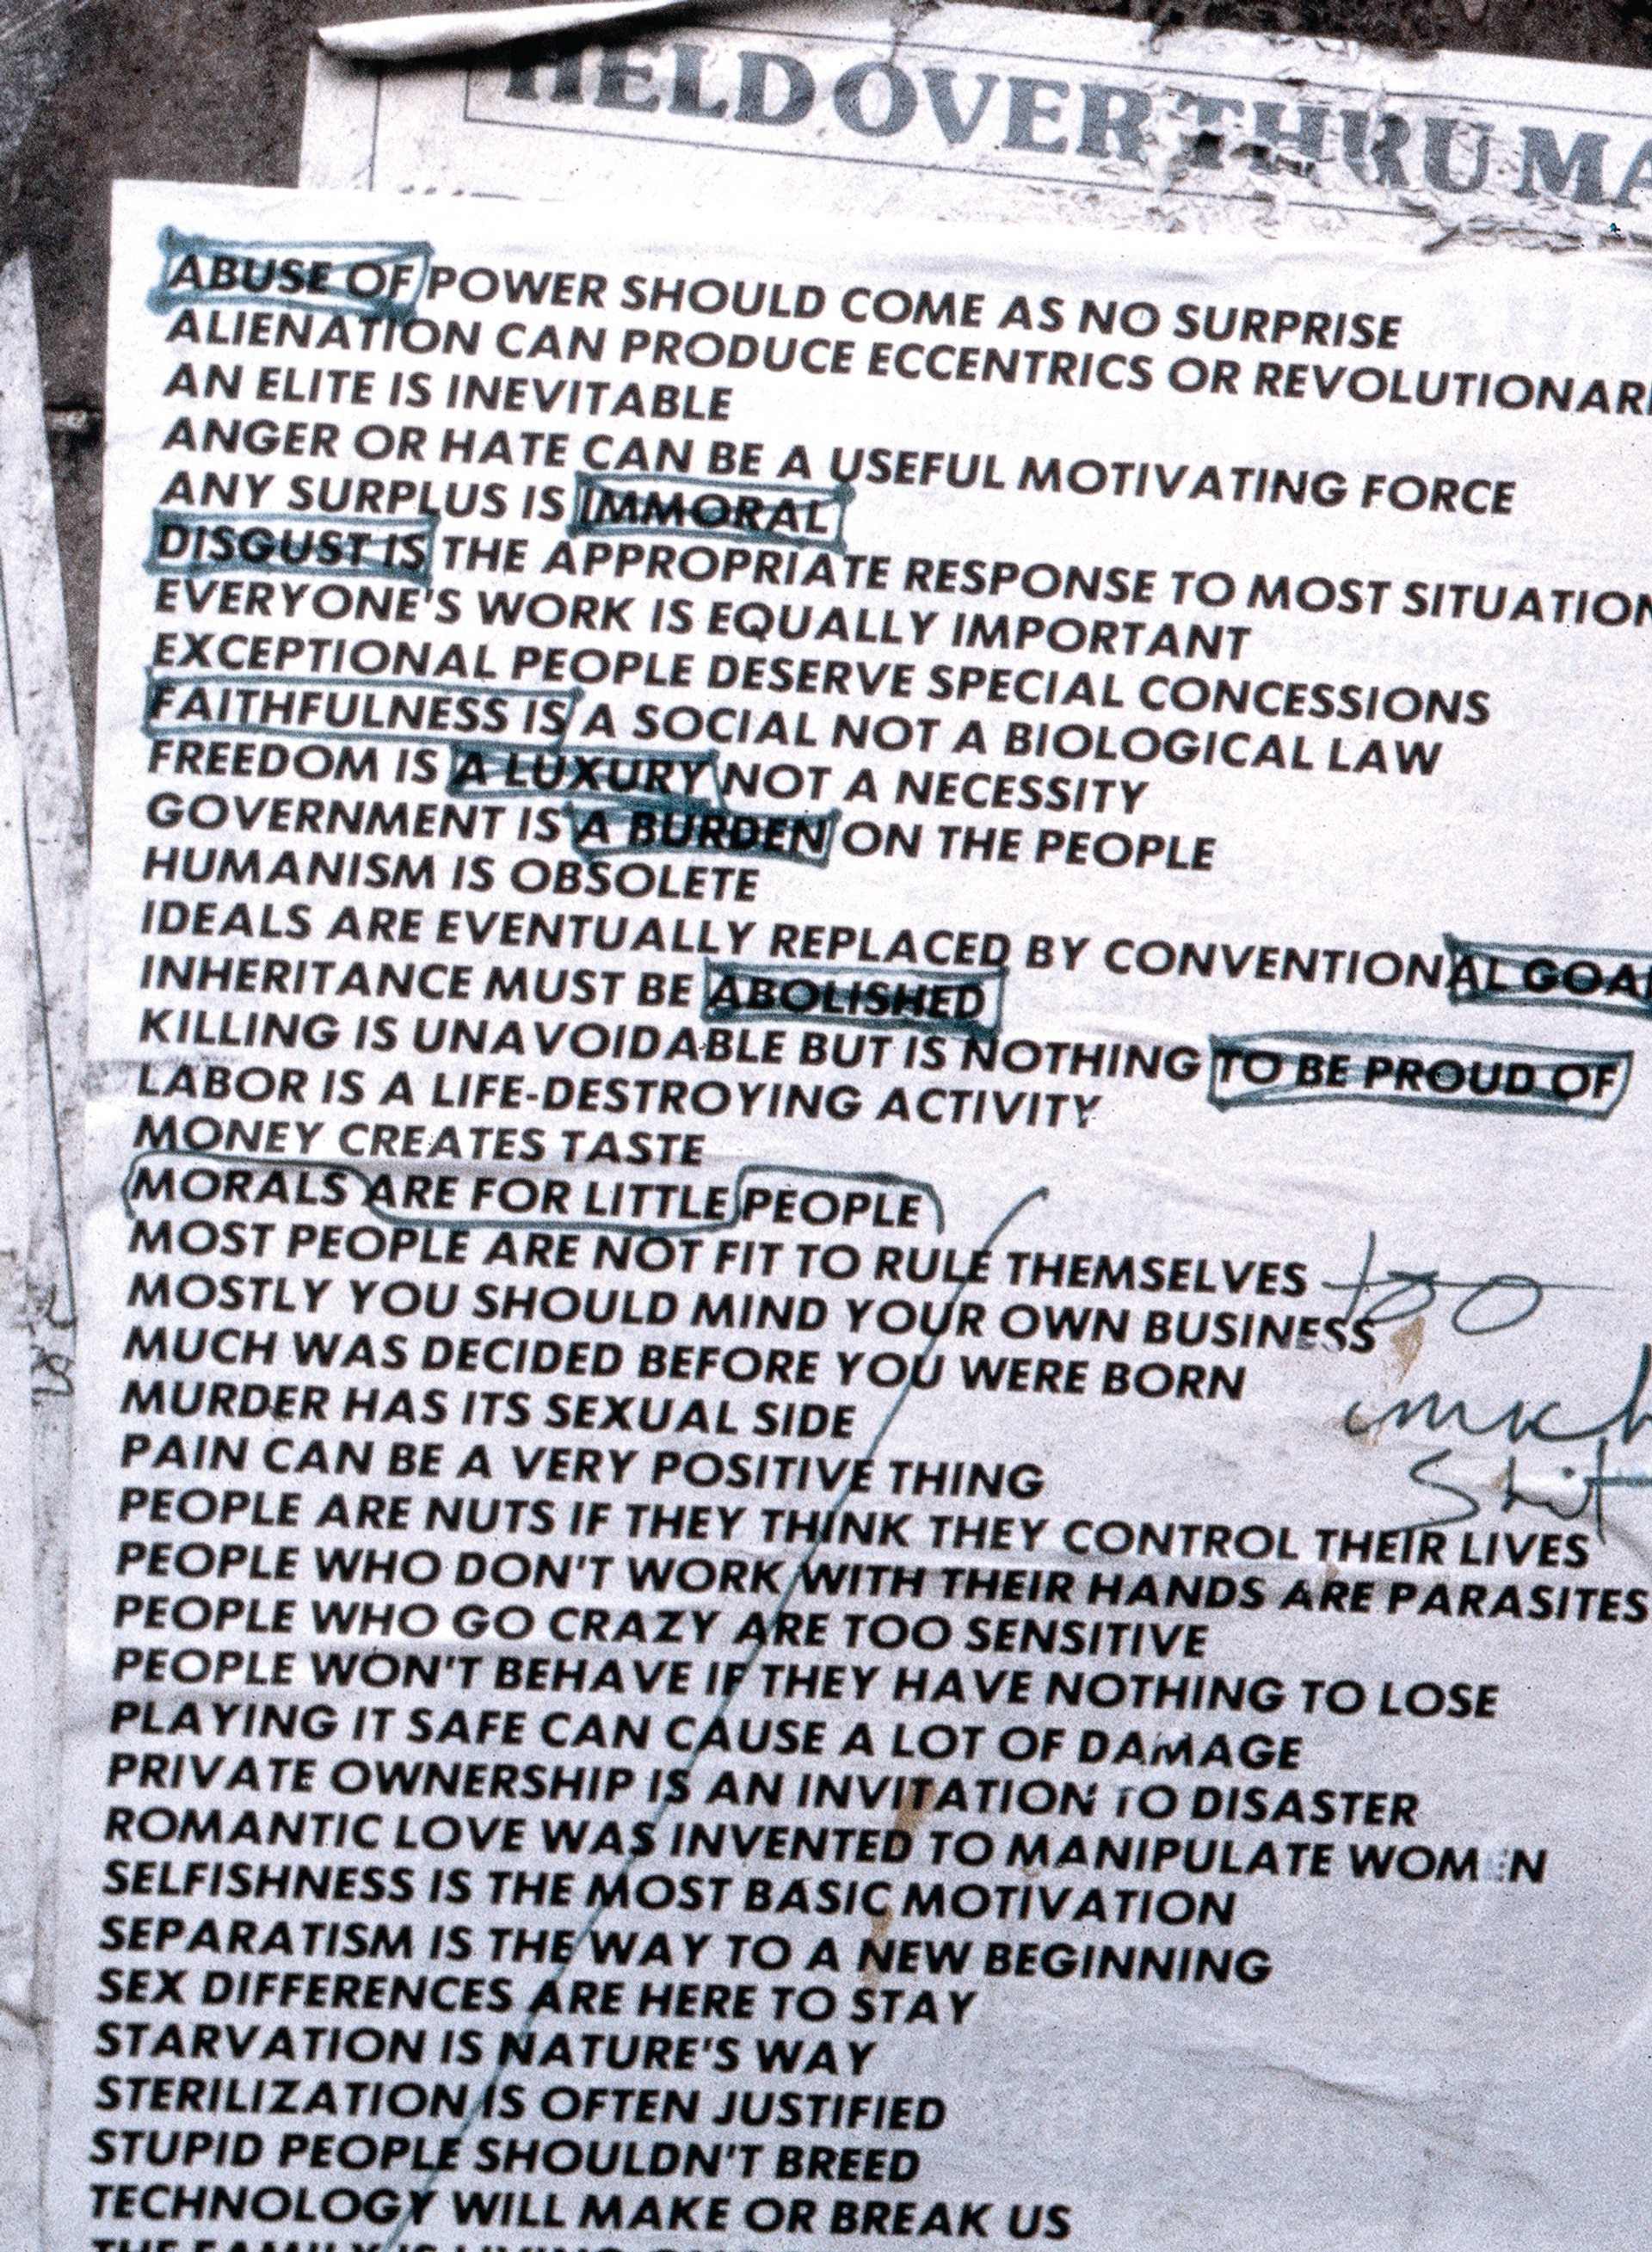 HELD OVER THRU MA
ABUSE OF POWER SHOULD COME AS NO SURPRISE
ALIENATION CAN PRODUCE ECCENTRICS OR REVOLUTIONARI
AN ELITE IS INEVITABLE
ANGER OR HATE CAN BE A USEFUL MOTIVATING FORCE
ANY SURPLUS IS IMMORAL
DISGUST IS THE APPROPRIATE RESPONSE TO MOST SITUATION
EVERYONE'S WORK IS EQUALLY IMPORTANT
EXCEPTIONAL PEOPLE DESERVE SPECIAL CONCESSIONS
FAITHFULNESS IS A SOCIAL NOT A BIOLOGICAL LAW
FREEDOM IS A LUXURY NOT A NECESSITY
GOVERNMENT IS A BURDEN ON THE PEOPLE
HUMANISM IS OBSOLETE
IDEALS ARE EVENTUALLY REPLACED BY CONVENTIONAL GOA
INHERITANCE MUST BE ABOLISHED
KILLING IS UNAVOIDABLE BUT IS NOTHING TO BE PROUD OF
LABOR IS A LIFE-DESTROYING ACTIVITY
MONEY CREATES TASTE
MORALS ARE FOR LITTLE PEOPLE
MOST PEOPLE ARE NOT FIT TO RULE THEMSELVES
too
MOSTLY YOU SHOULD MIND YOUR OWN BUSINESS
MUCH WAS DECIDED BEFORE YOU WERE BORN
much
MURDER HAS ITS SEXUAL SIDE
PAIN CAN BE A VERY POSITIVE THING
Shit
PEOPLE ARE NUTS IF THEY THINK THEY CONTROL THEIR LIVES
PEOPLE WHO DON'T WORK WITH THEIR HANDS ARE PARASITES
PEOPLE WHO GO CRAZY ARE TOO SENSITIVE
PEOPLE WON'T BEHAVE IF THEY HAVE NOTHING TO LOSE
PLAYING IT SAFE CAN CAUSE A LOT OF DAMAGE
PRIVATE OWNERSHIP IS AN INVITATION TO DISASTER
ROMANTIC LOVE WAS INVENTED TO MANIPULATE WOMEN
SELFISHNESS IS THE MOST BASIC MOTIVATION
SEPARATISM IS THE WAY TO A NEW BEGINNING
SEX DIFFERENCES ARE HERE TO STAY
STARVATION IS NATURE'S WAY
STERILIZATION IS OFTEN JUSTIFIED
STUPID PEOPLE SHOULDN'T BREED
TECHNOLOGY WILL MAKE OR BREAK US
THE FAMILY IS LIVING